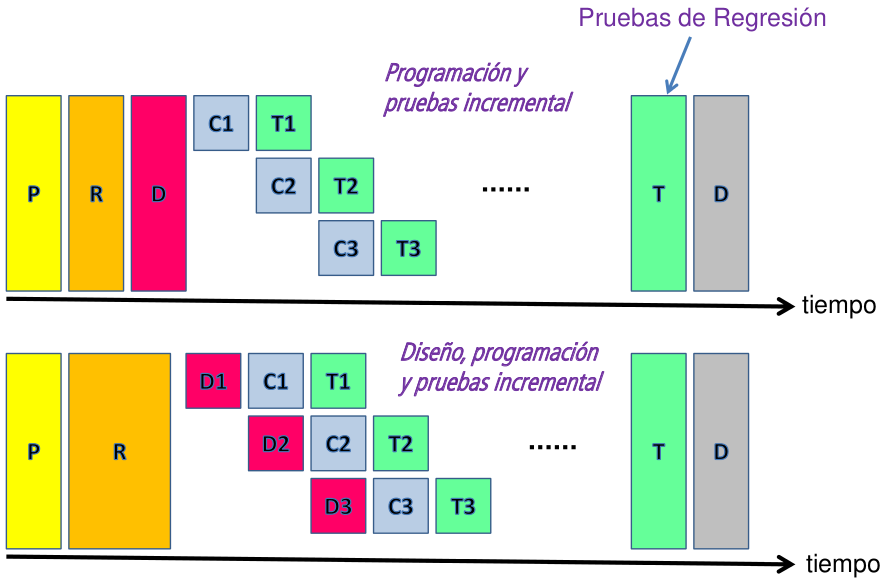 Pruebas de Regresión
Programación y
pruebas incremental
P R D C1 T1
C2 T2 ...... T D
C3 T3
tiempo
Diseño, programación
y pruebas incremental
P R D1 C1 T1
D2 C2 T2 ...... T D
D3 C3 T3
tiempo